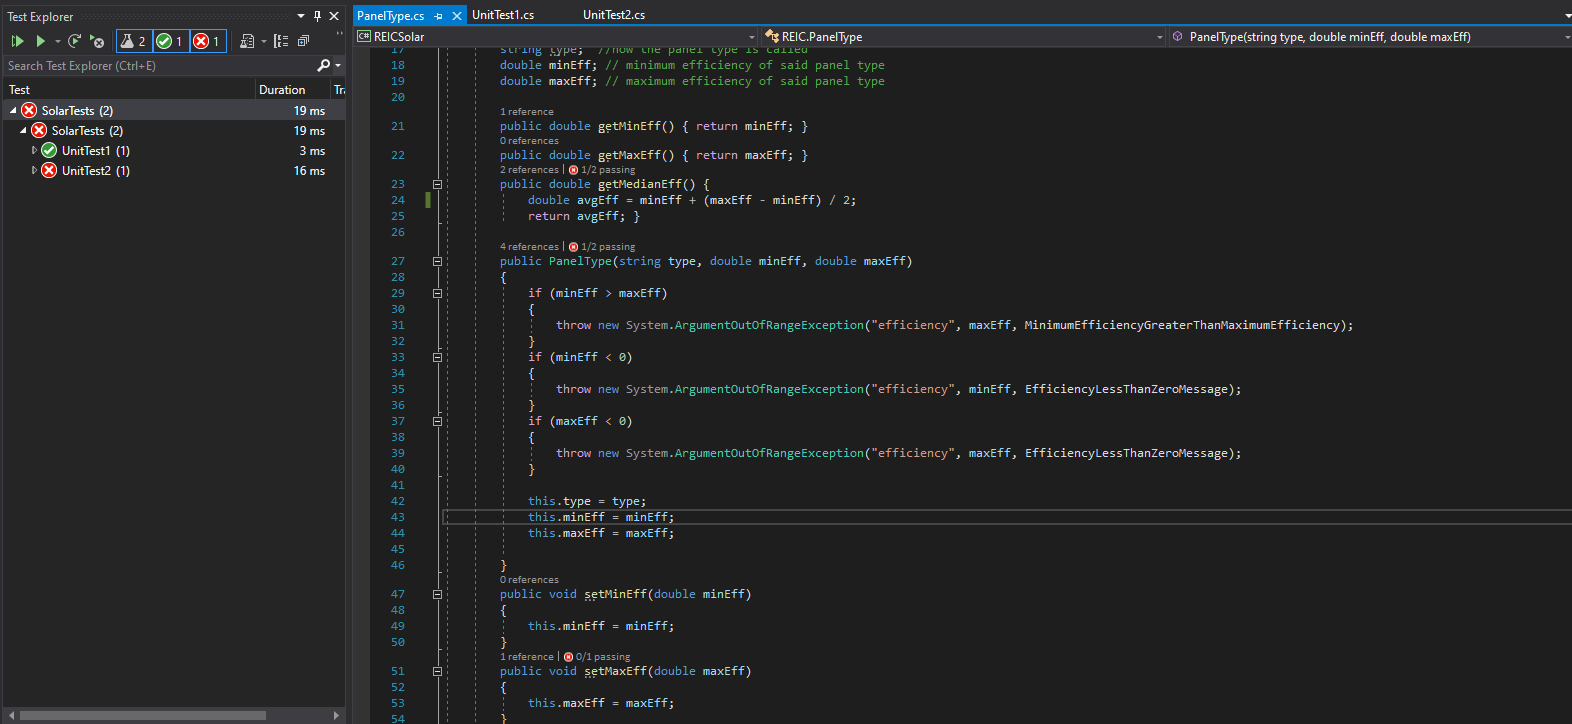 Test Explorer
2 1 1
Search Test Explorer (Ctrl+E)
Test Duration Tra
SolarTests (2) 19 ms
SolarTests (2) 19 ms
UnitTest1 (1) 3 ms
UnitTest2 (1) 16 ms
PanelType.cs UnitTest1.cs UnitTest2.cs
C# REICSolar REIC.PanelType PanelType(string type, double minEff, double maxEff)
17 string type; //how the panel type is called
18 double minEff; // minimum efficiency of said panel type
19 double maxEff; // maximum efficiency of said panel type
20
1 reference
21 public double getMinEff() { return minEff; }
0 references
22 public double getMaxEff() { return maxEff; }
2 references | 1/2 passing
23 public double getMedianEff() {
24 double avgEff = minEff + (maxEff - minEff) / 2;
25 return avgEff; }
26
4 references | 1/2 passing
27 public PanelType(string type, double minEff, double maxEff)
28 {
29 if (minEff > maxEff)
30 {
31 throw new System.ArgumentOutOfRangeException("efficiency", maxEff, MinimumEfficiencyGreaterThanMaximumEfficiency);
32 }
33 if (minEff < 0)
34 {
35 throw new System.ArgumentOutOfRangeException("efficiency", minEff, EfficiencyLessThanZeroMessage);
36 }
37 if (maxEff < 0)
38 {
39 throw new System.ArgumentOutOfRangeException("efficiency", maxEff, EfficiencyLessThanZeroMessage);
40 }
41
42 this.type = type;
43 this.minEff = minEff;
44 this.maxEff = maxEff;
45
46 }
0 references
47 public void setMinEff(double minEff)
48 {
49 this.minEff = minEff;
50 }
1 reference | 0/1 passing
51 public void setMaxEff(double maxEff)
52 {
53 this.maxEff = maxEff;
54 }